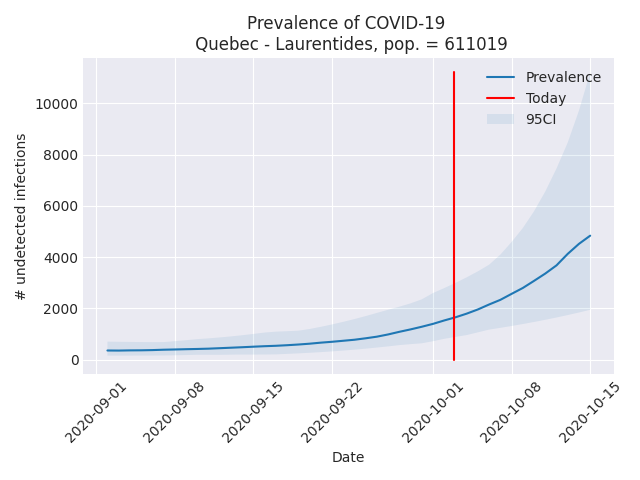 Prevalence of COVID-19
Quebec - Laurentides, pop. = 611019
Prevalence
Today
95CI
# undetected infections
10000
8000
6000
4000
2000
0
2020-09-01
2020-09-08
2020-09-15
2020-09-22
2020-10-01
2020-10-08
2020-10-15
Date